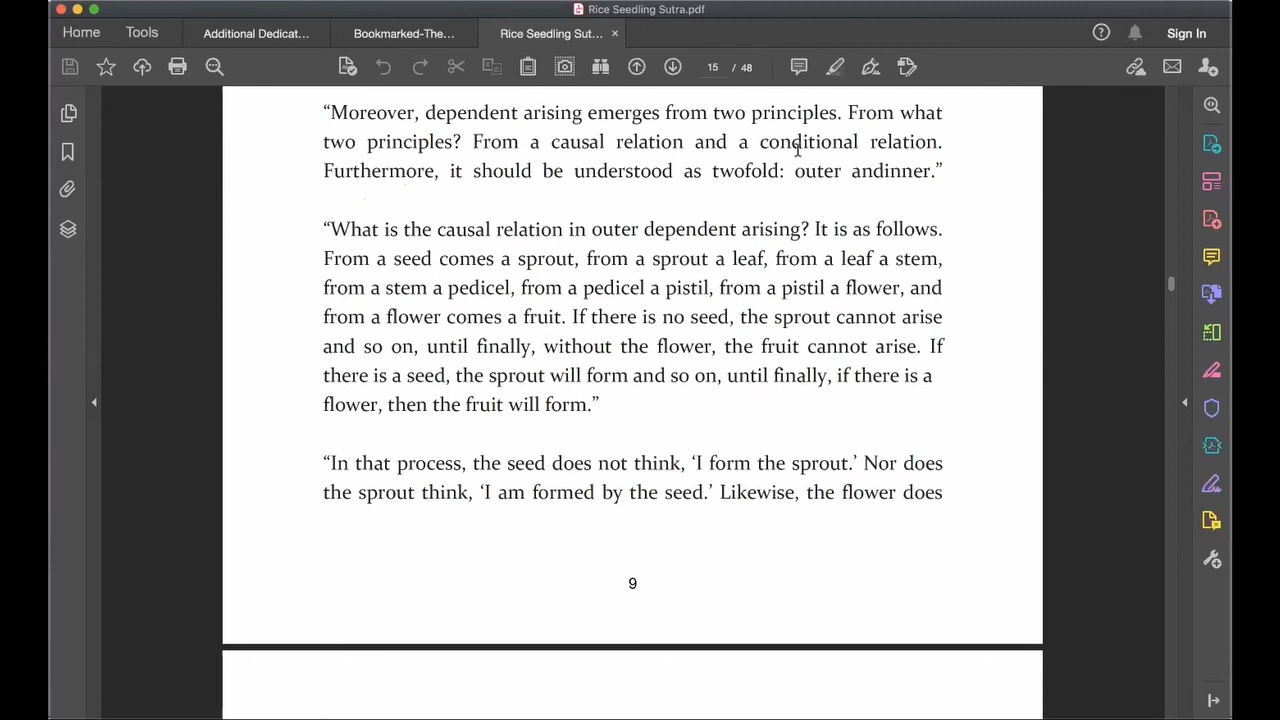 Rice Seedling Sutra.pdf
Home Tools Additional Dedicat... Bookmarked-The... Rice Seedling Sut... × Sign In
15 / 48
“Moreover, dependent arising emerges from two principles. From what
two principles? From a causal relation and a conditional relation.
Furthermore, it should be understood as twofold: outer andinner.”
“What is the causal relation in outer dependent arising? It is as follows.
From a seed comes a sprout, from a sprout a leaf, from a leaf a stem,
from a stem a pedicel, from a pedicel a pistil, from a pistil a flower, and
from a flower comes a fruit. If there is no seed, the sprout cannot arise
and so on, until finally, without the flower, the fruit cannot arise. If
there is a seed, the sprout will form and so on, until finally, if there is a
flower, then the fruit will form.”
“In that process, the seed does not think, ‘I form the sprout.’ Nor does
the sprout think, ‘I am formed by the seed.’ Likewise, the flower does
9